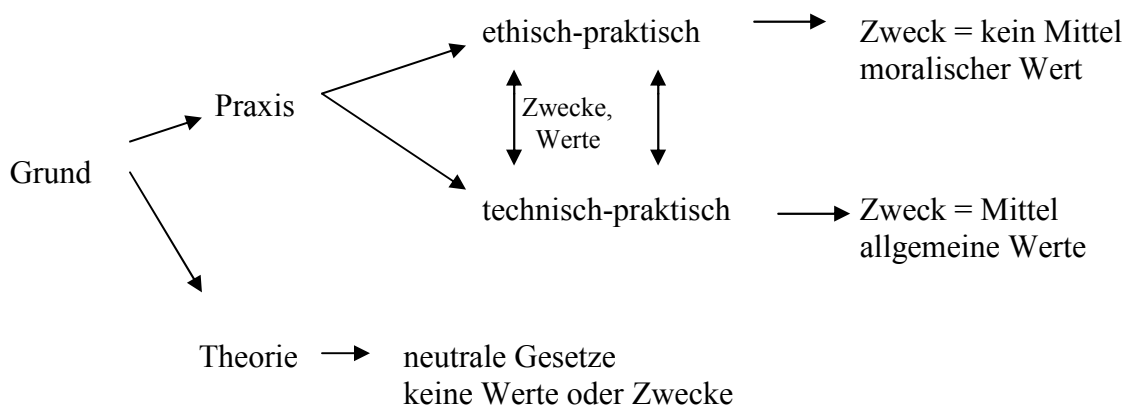 ethisch-praktisch
Zweck = kein Mittel
moralischer Wert
Praxis
Zwecke,
Werte
Grund
technisch-praktisch
Zweck = Mittel
allgemeine Werte
Theorie
neutrale Gesetze
keine Werte oder Zwecke